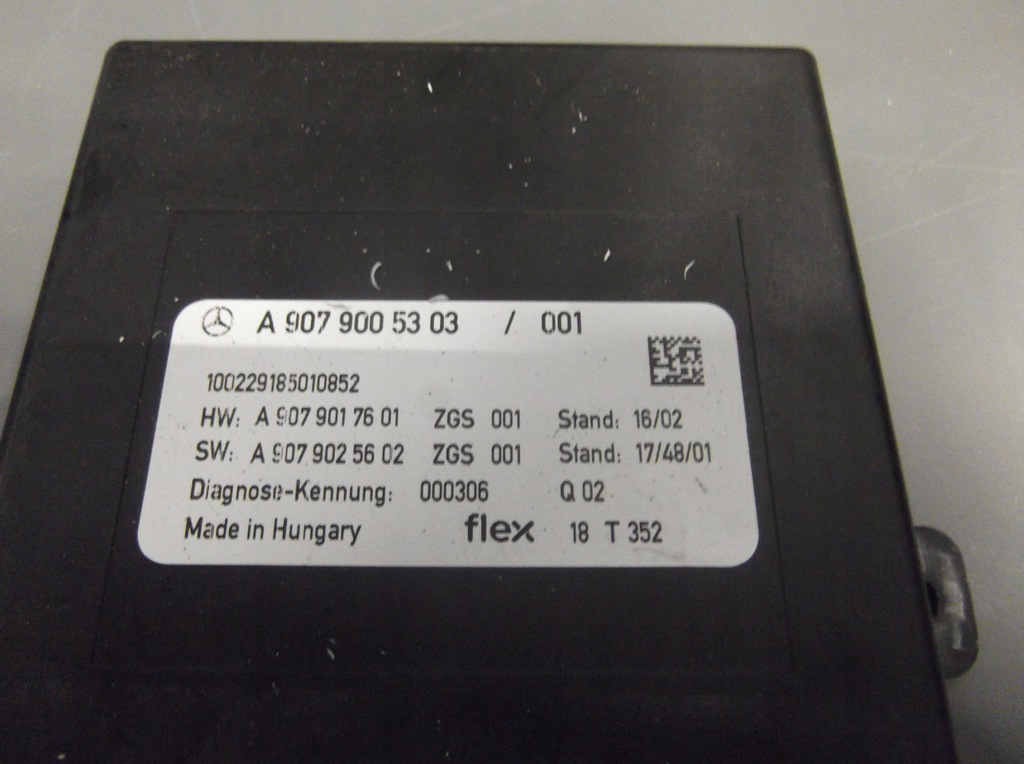 A 907 900 53 03 / 001
100229185010852
HW: A 907 901 76 01 ZGS 001 Stand: 16/02
SW: A 907 902 56 02 ZGS 001 Stand: 17/48/01
Diagnose-Kennung: 000306 Q 02
Made in Hungary flex 18 T 352